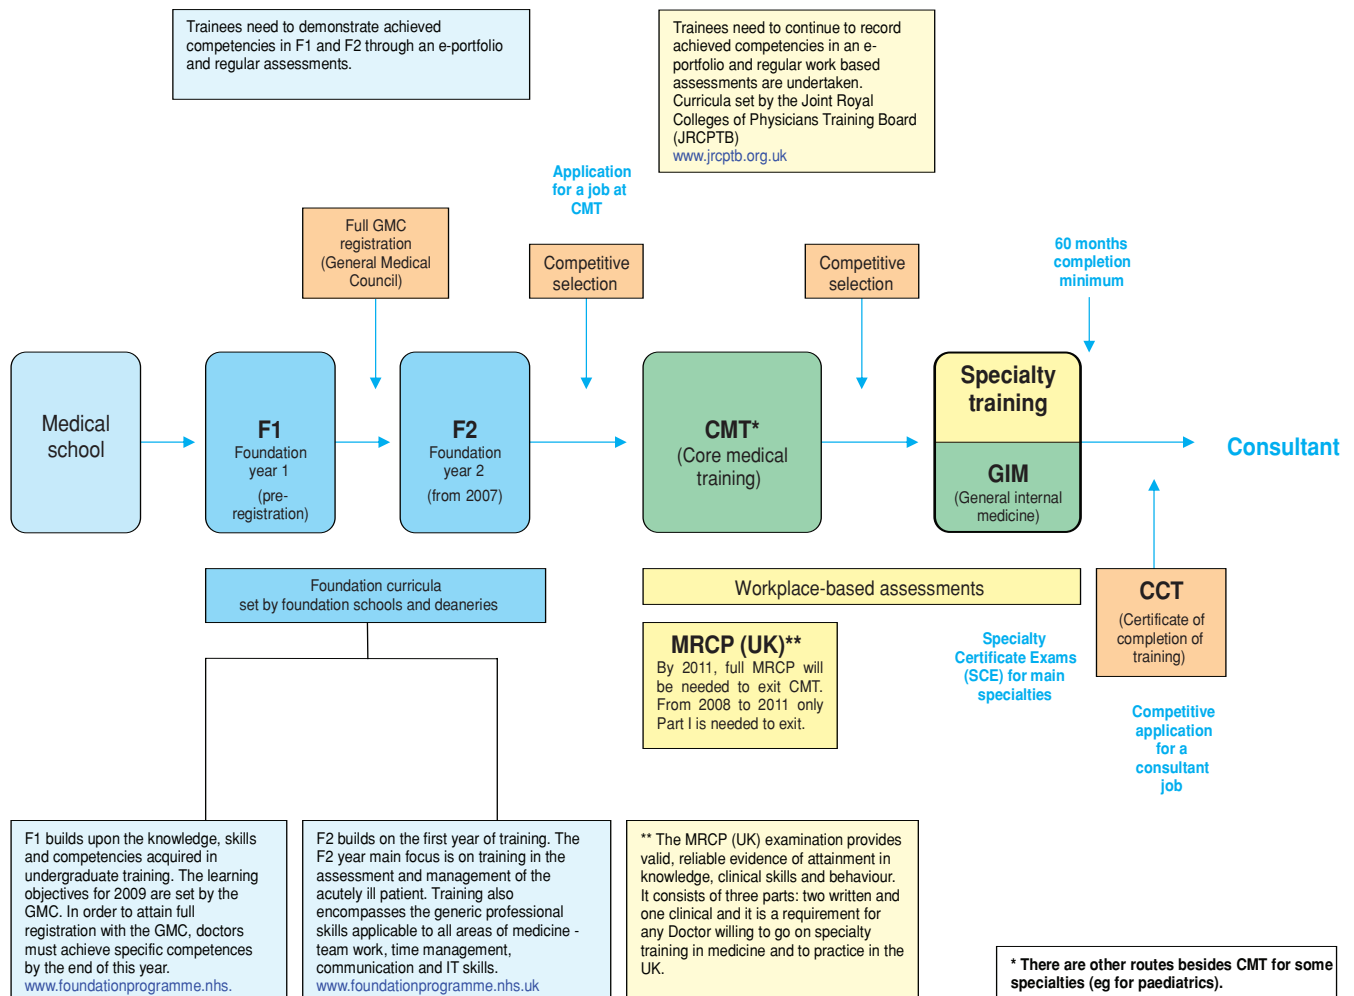 Trainees need to demonstrate achieved
competencies in F1 and F2 through an e-portfolio
and regular assessments.
Trainees need to continue to record
achieved competencies in an e-
portfolio and regular work based
assessments are undertaken.
Curricula set by the Joint Royal
Colleges of Physicians Training Board
(JRCPTB)
www.jrcptb.org.uk
Application
for a job at
CMT
Full GMC
registration
(General Medical
Council)
Competitive
selection
Competitive
selection
60 months
completion
minimum
Medical
school
F1
Foundation
year 1
(pre-
registration)
F2
Foundation
year 2
(from 2007)
CMT*
(Core medical
training)
Specialty
training
GIM
(General internal
medicine)
Consultant
Foundation curricula
set by foundation schools and deaneries
Workplace-based assessments
MRCP (UK)**
By 2011, full MRCP will
be needed to exit CMT.
From 2008 to 2011 only
Part I is needed to exit.
Specialty
Certificate Exams
(SCE) for main
specialties
CCT
(Certificate of
completion of
training)
Competitive
application
for a
consultant
job
F1 builds upon the knowledge, skills
and competencies acquired in
undergraduate training. The learning
objectives for 2009 are set by the
GMC. In order to attain full
registration with the GMC, doctors
must achieve specific competences
by the end of this year.
www.foundationprogramme.nhs.
F2 builds on the first year of training. The
F2 year main focus is on training in the
assessment and management of the
acutely ill patient. Training also
encompasses the generic professional
skills applicable to all areas of medicine -
team work, time management,
communication and IT skills.
www.foundationprogramme.nhs.uk
** The MRCP (UK) examination provides
valid, reliable evidence of attainment in
knowledge, clinical skills and behaviour.
It consists of three parts: two written and
one clinical and it is a requirement for
any Doctor willing to go on specialty
training in medicine and to practice in the
UK.
* There are other routes besides CMT for some
specialties (eg for paediatrics).